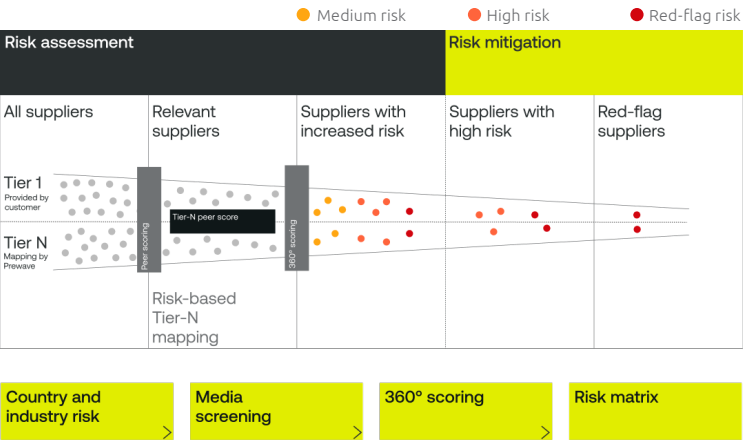 Medium risk
High risk
Red-flag risk
Risk assessment
Risk mitigation
All suppliers
Relevant
suppliers
Suppliers with
increased risk
Suppliers with
high risk
Red-flag
suppliers
Tier 1
Provided by
customer
Tier N
Mapping by
Prewave
Peer scoring
Tier-N peer score
360° scoring
Risk-based
Tier-N
mapping
Country and
industry risk
Media
screening
360° scoring
Risk matrix